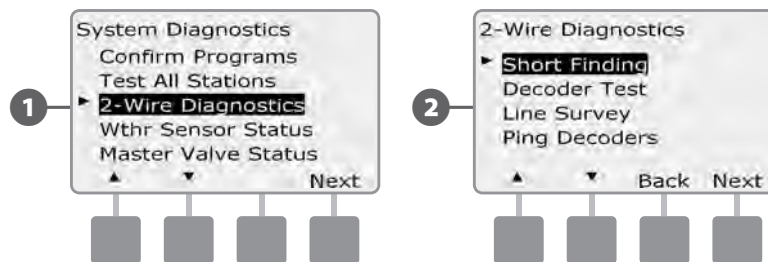 System Diagnostics
Confirm Programs
Test All Stations
2-Wire Diagnostics
Wthr Sensor Status
Master Valve Status
Next
1
2-Wire Diagnostics
Short Finding
Decoder Test
Line Survey
Ping Decoders
Back Next
2